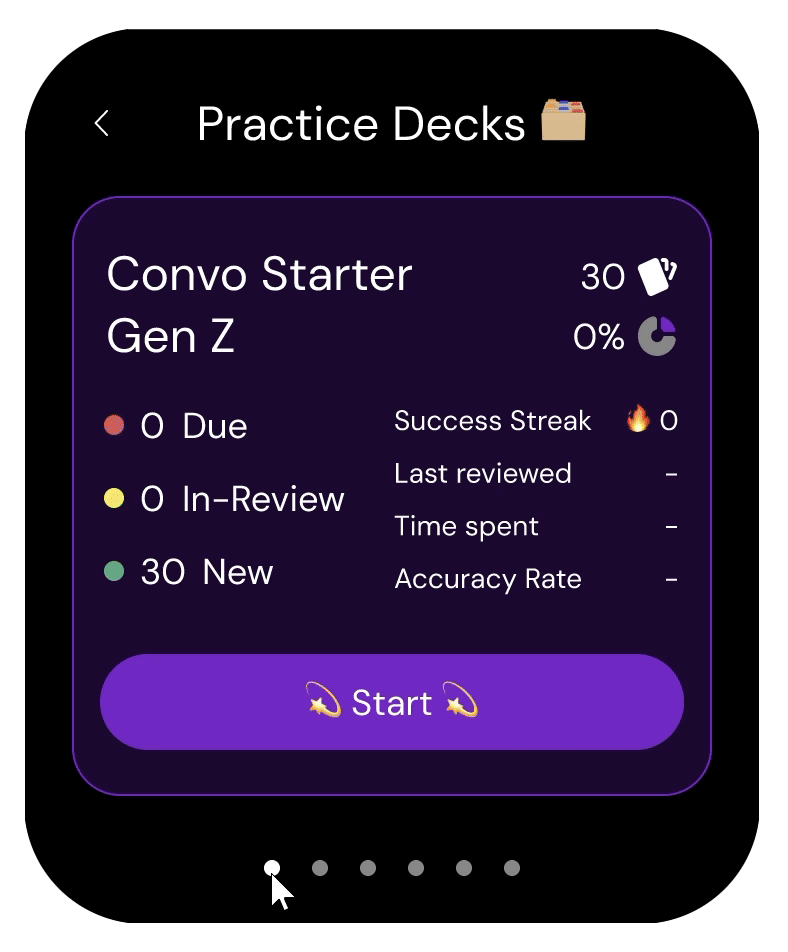 Practice Decks
Convo Starter
Gen Z
30
0%
0 Due
0 In-Review
30 New
Success Streak 🔥 0
Last reviewed -
Time spent -
Accuracy Rate -
💫 Start 💫